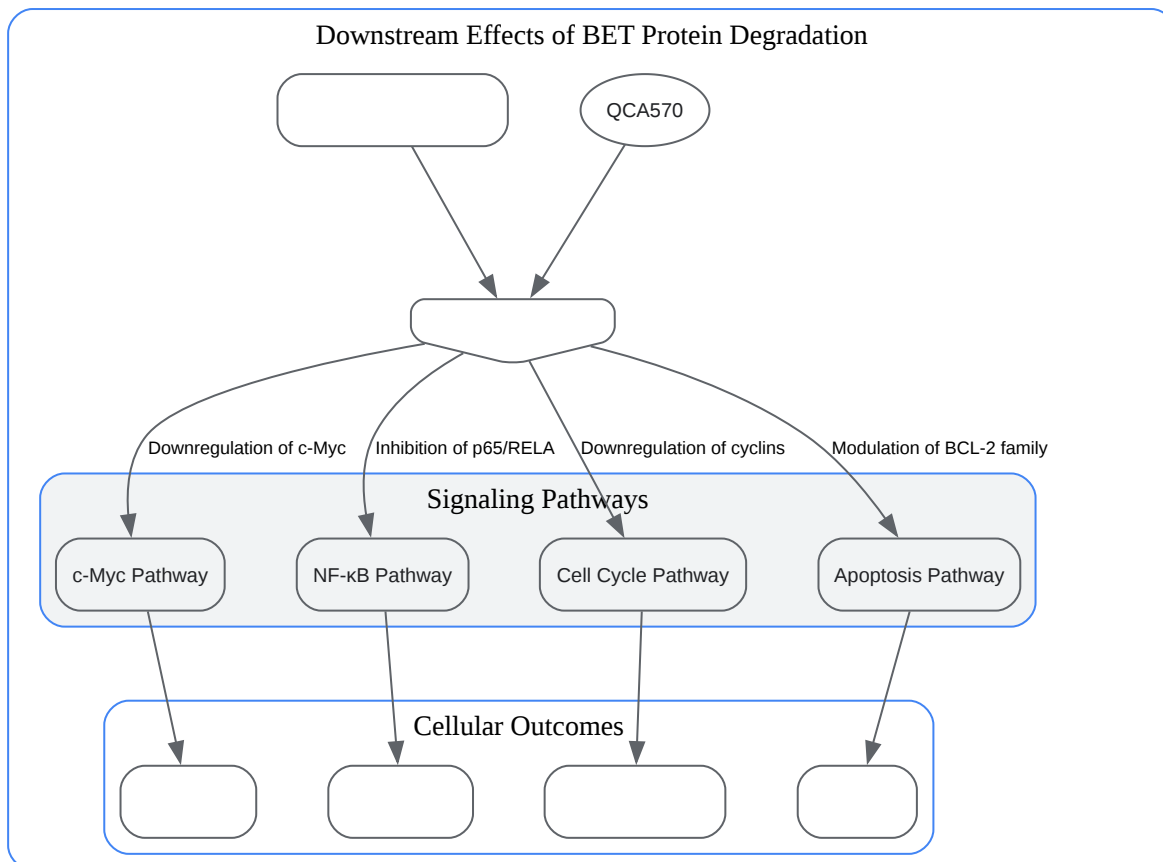 Downstream Effects of BET Protein Degradation
QCA570
Downregulation of c-Myc
Inhibition of p65/RELA
Downregulation of cyclins
Modulation of BCL-2 family
Signaling Pathways
c-Myc Pathway
NF-κB Pathway
Cell Cycle Pathway
Apoptosis Pathway
Cellular Outcomes